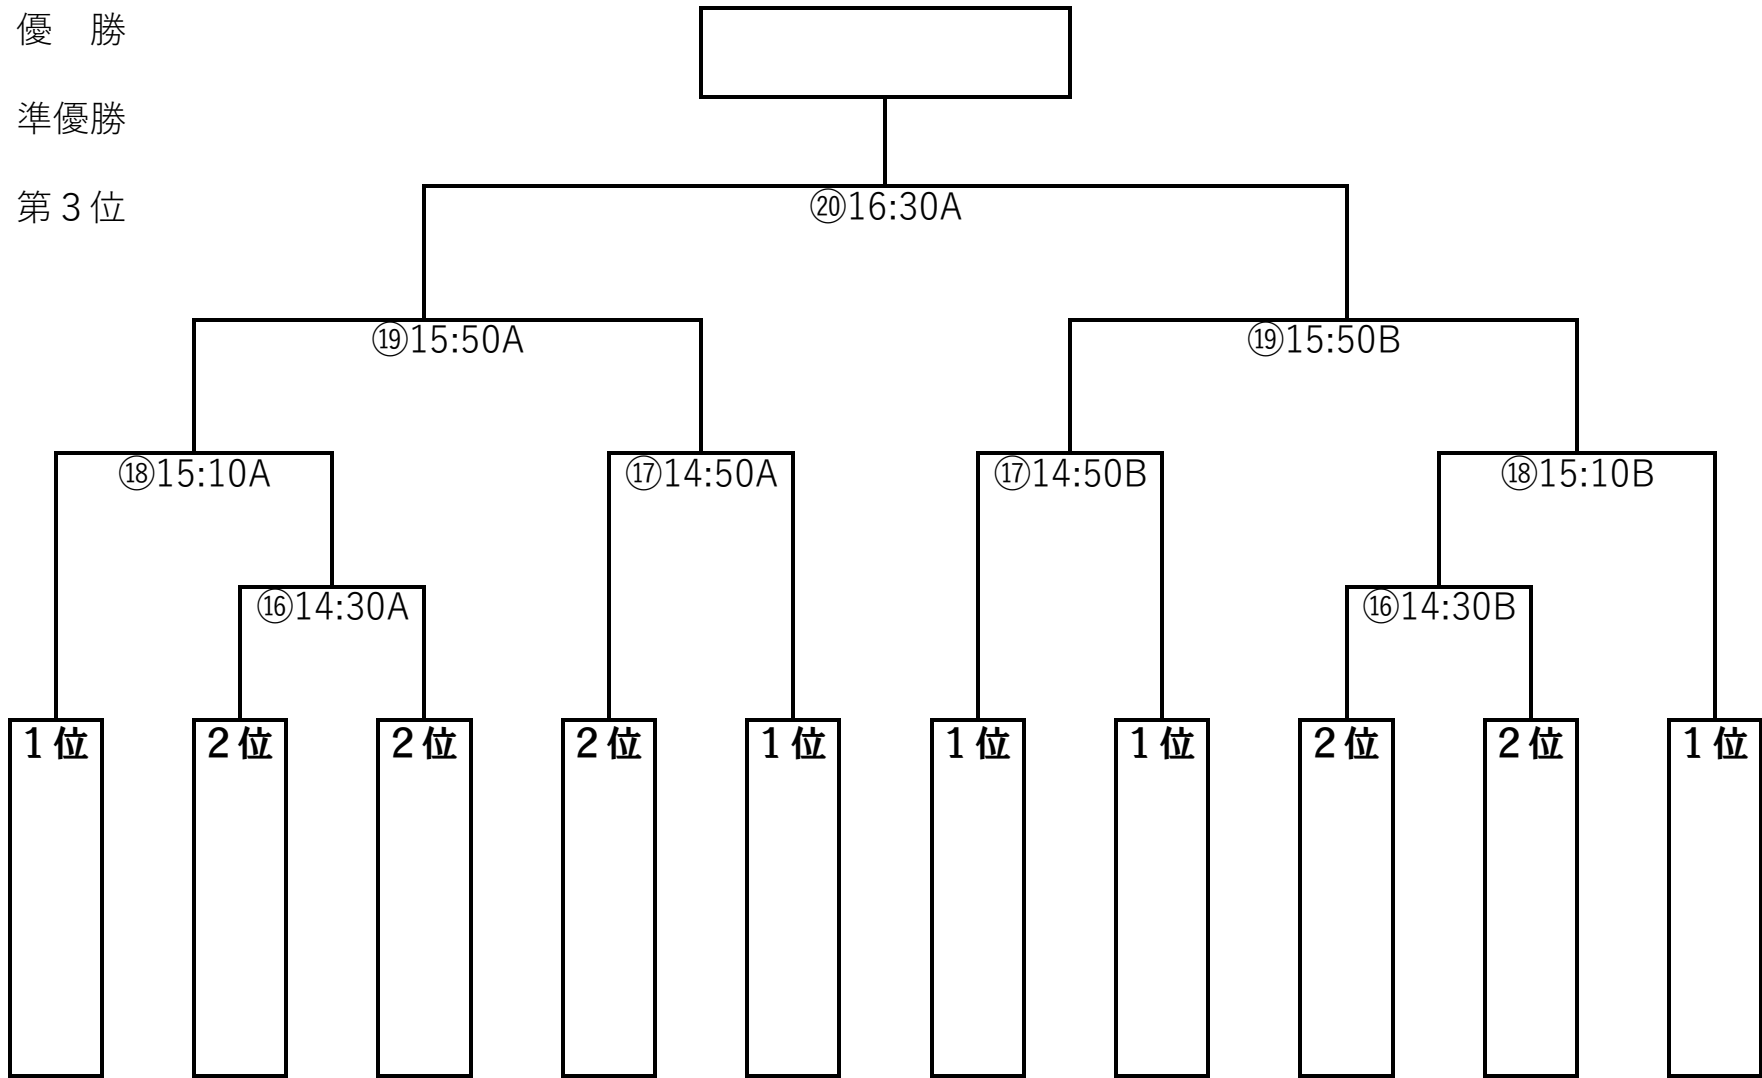 優　勝
準優勝
第３位
⑳16:30A
⑲15:50A
⑲15:50B
⑱15:10A
⑰14:50A
⑰14:50B
⑱15:10B
⑯14:30A
⑯14:30B
１位
２位
２位
２位
１位
１位
１位
２位
２位
１位